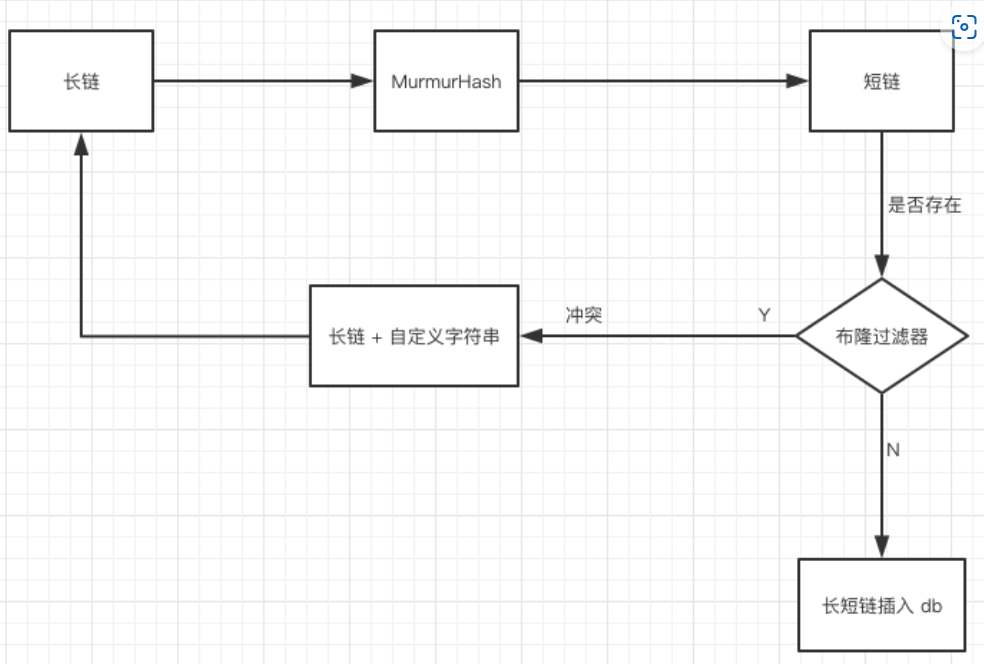 长链
MurmurHash
短链
是否存在
冲突
Y
长链 + 自定义字符串
布隆过滤器
N
长短链插入 db